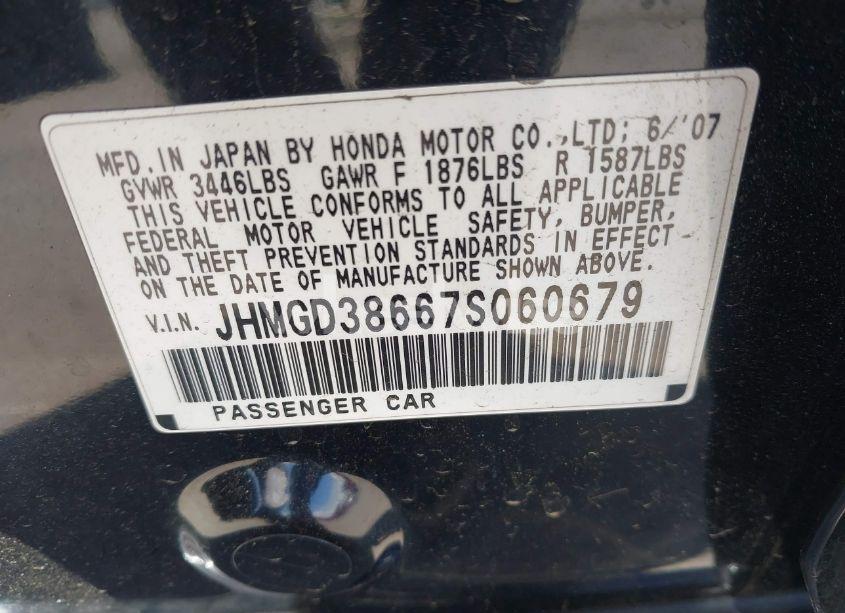 MFD. IN JAPAN BY HONDA MOTOR CO.,LTD; 6/'07
GVWR 3446LBS GAWR F 1876LBS R 1587LBS
THIS VEHICLE CONFORMS TO ALL APPLICABLE
FEDERAL MOTOR VEHICLE SAFETY, BUMPER,
AND THEFT PREVENTION STANDARDS IN EFFECT
ON THE DATE OF MANUFACTURE SHOWN ABOVE.
V.I.N. JHMGD38667S060679
PASSENGER CAR